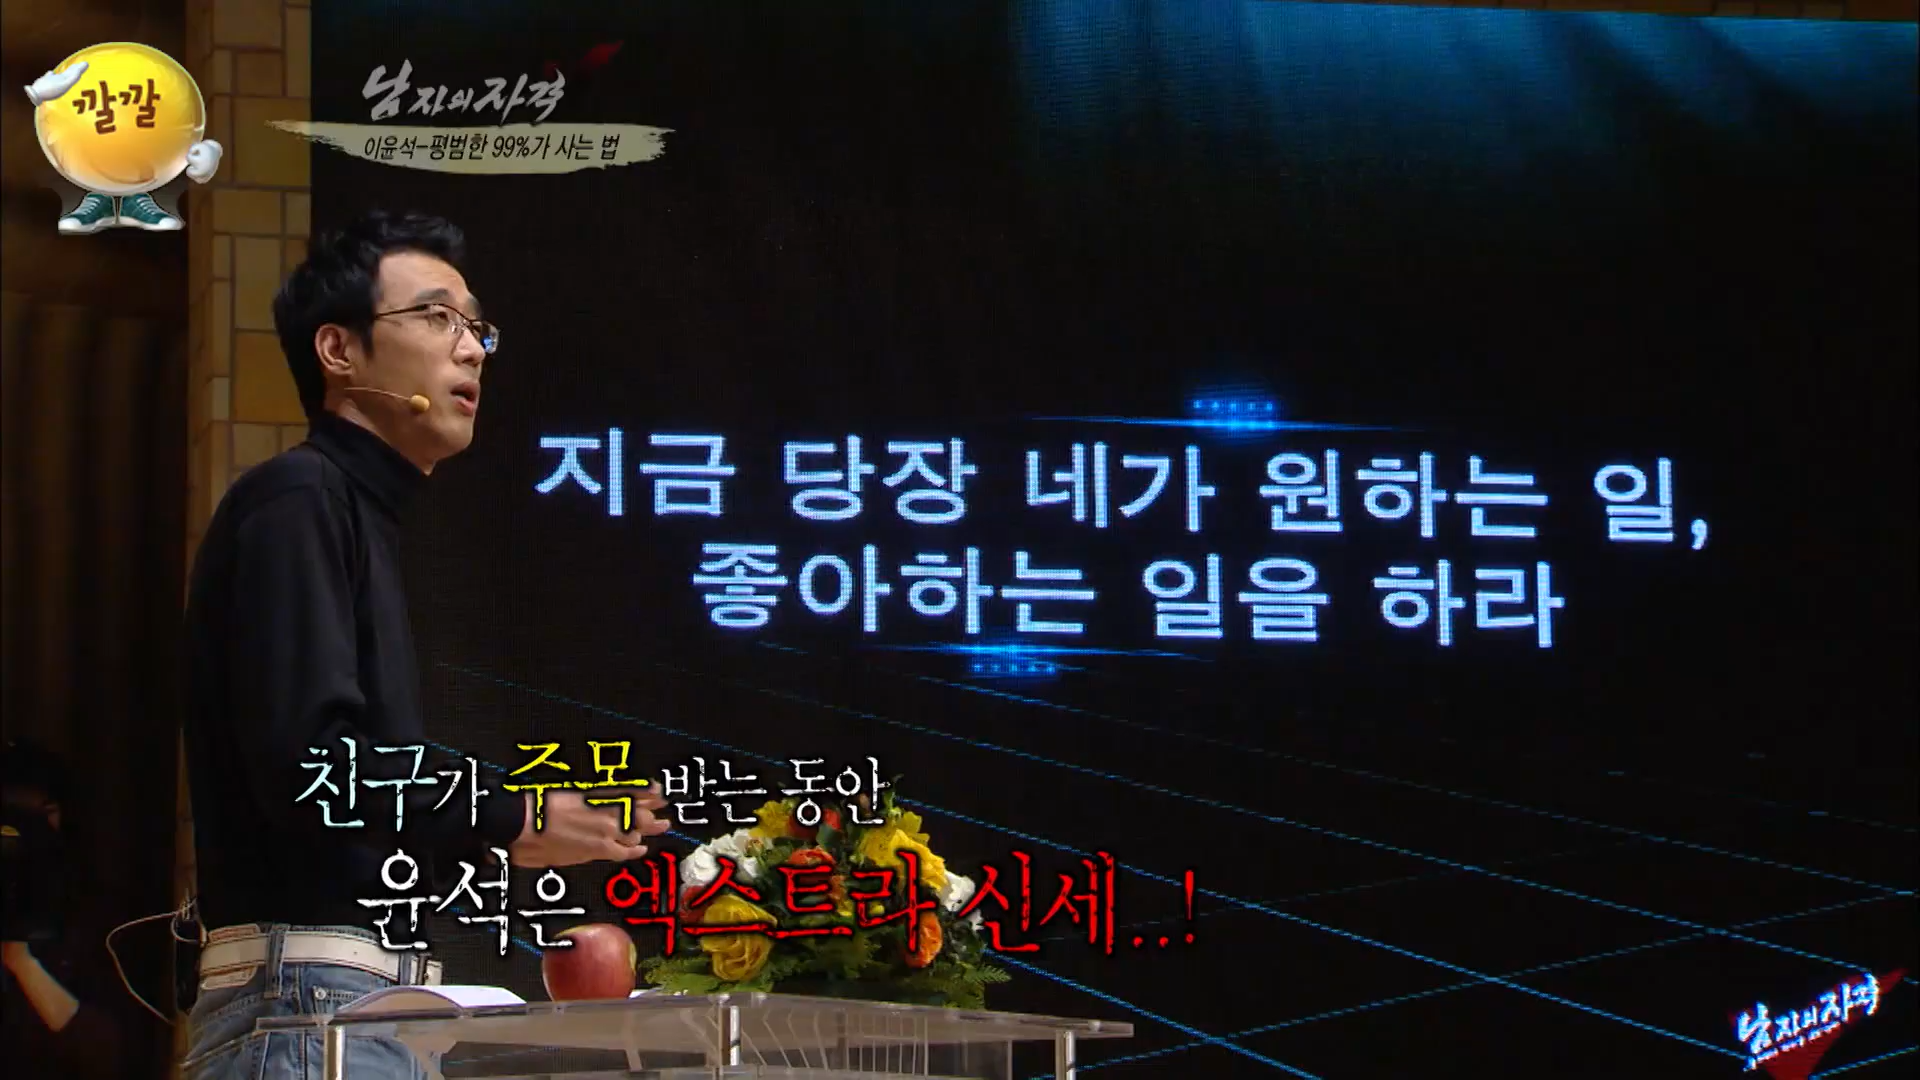 깔깔
남자의자격
이윤석-평범한 99%가 사는 법
지금 당장 네가 원하는 일,
좋아하는 일을 하라
친구가 주목 받는 동안
윤석은 엑스트라 신세..!
남자의자격